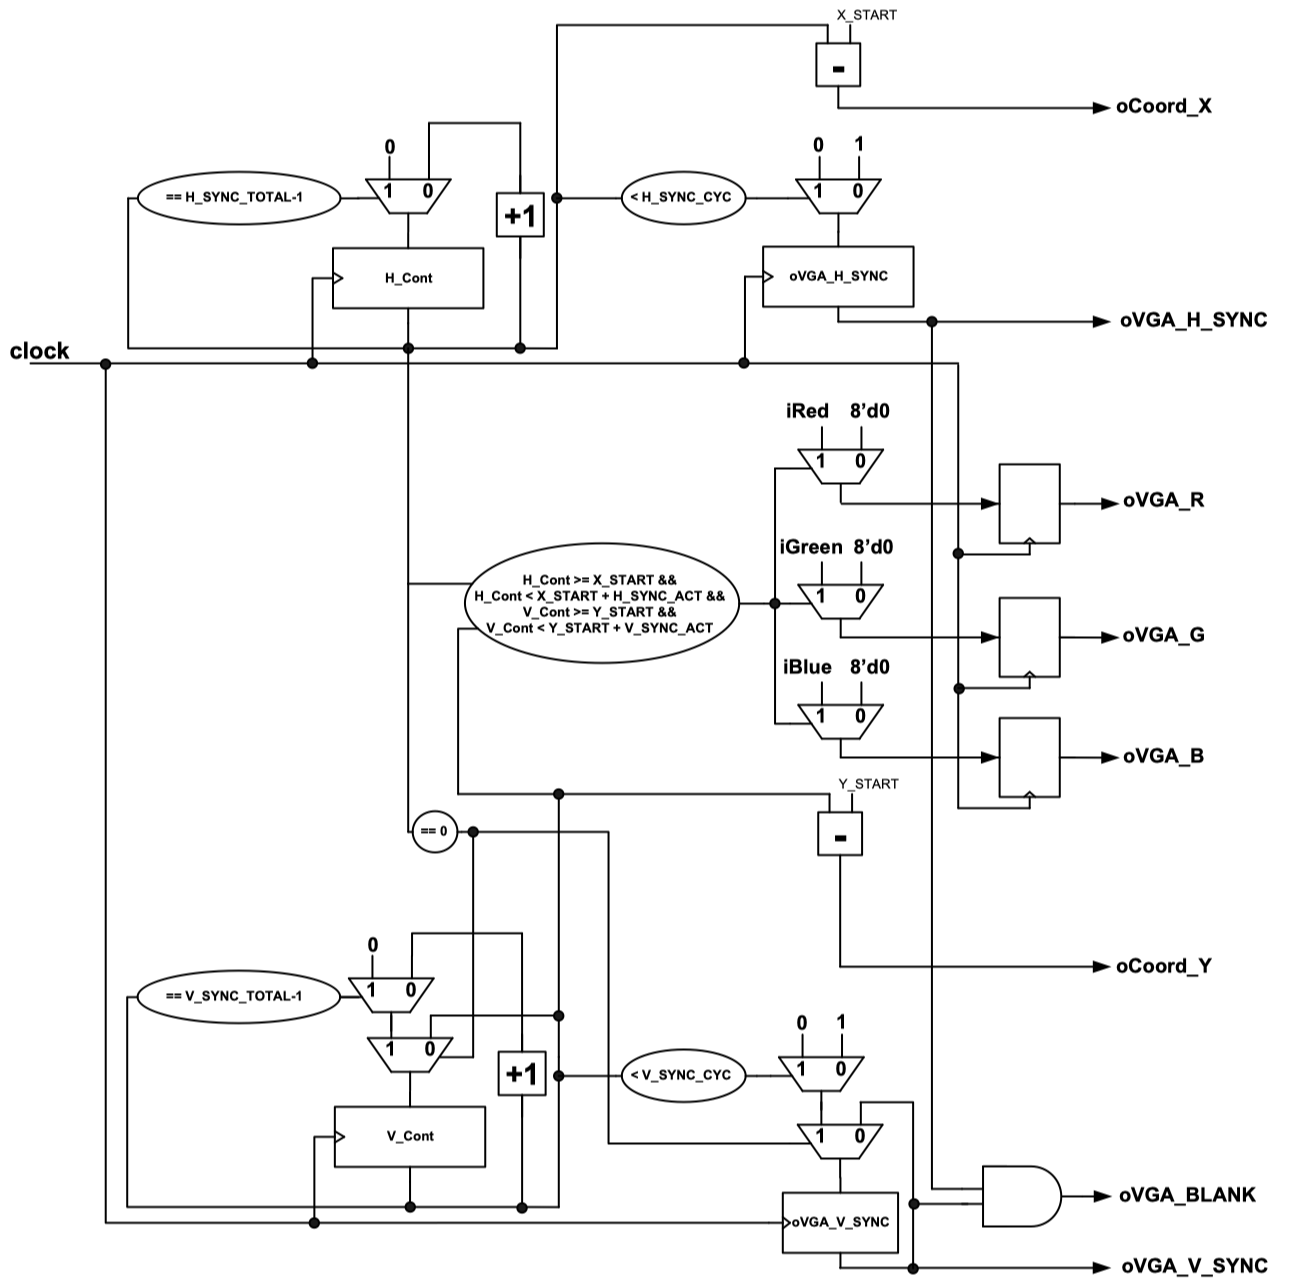 X_START
-
oCoord_X
0
0 1
== H_SYNC_TOTAL-1
1 0
+1
< H_SYNC_CYC
1 0
H_Cont
oVGA_H_SYNC
oVGA_H_SYNC
clock
iRed 8'd0
1 0
oVGA_R
iGreen 8'd0
1 0
oVGA_G
H_Cont >= X_START &&
H_Cont < X_START + H_SYNC_ACT &&
V_Cont >= Y_START &&
V_Cont < Y_START + V_SYNC_ACT
iBlue 8'd0
1 0
oVGA_B
Y_START
-
== 0
oCoord_Y
0
== V_SYNC_TOTAL-1
1 0
1 0
+1
0 1
< V_SYNC_CYC
1 0
V_Cont
1 0
oVGA_BLANK
oVGA_V_SYNC
oVGA_V_SYNC